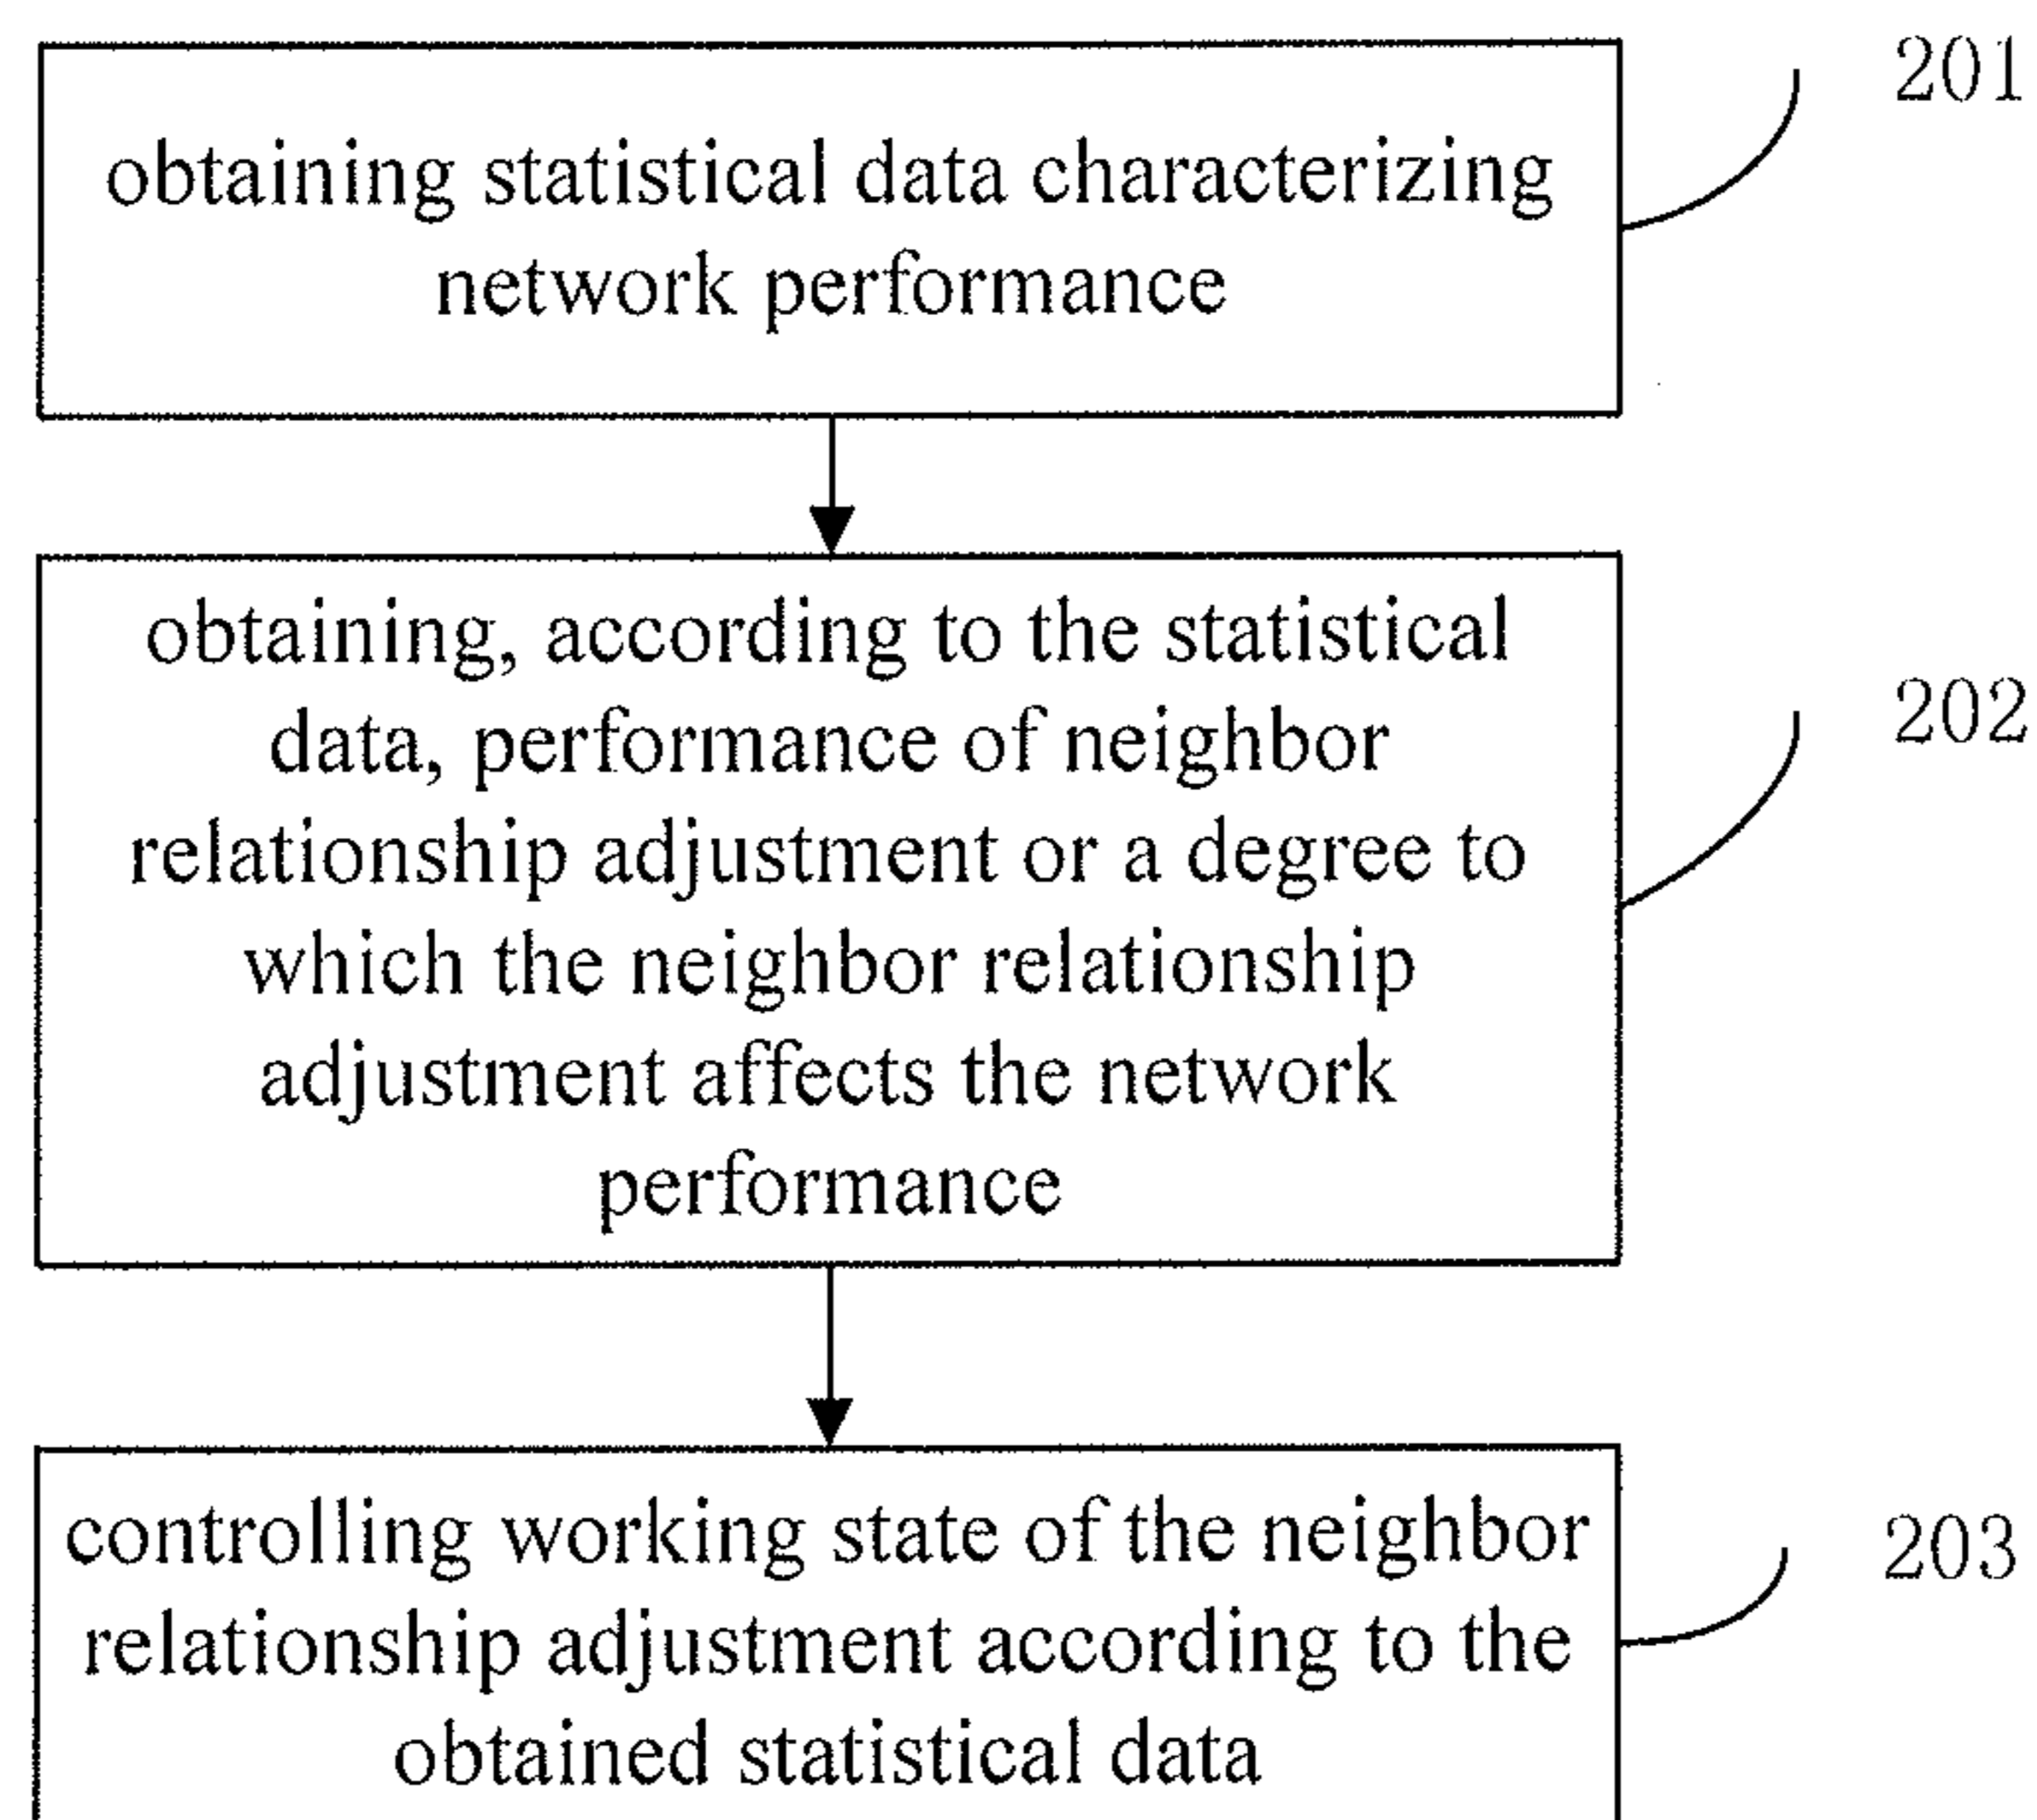 201
obtaining statistical data characterizing
network performance
obtaining, according to the statistical
202
data, performance of neighbor
relationship adjustment or a degree to
which the neighbor relationship
adjustment affects the network
performance
controlling working state of the neighbor
203
relationship adjustment according to the
obtained statistical data